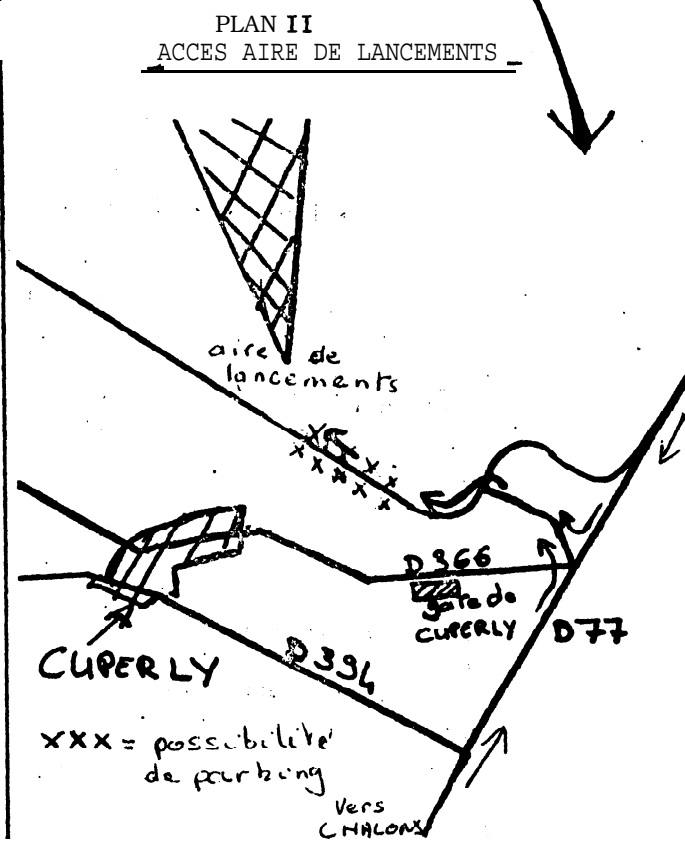 PLAN II
ACCES AIRE DE LANCEMENTS
aire de
lancements
D366
gare de
CUPERLY
D77
CUPERLY
D394
xxx = possibilité
de parking
Vers
CHALONS